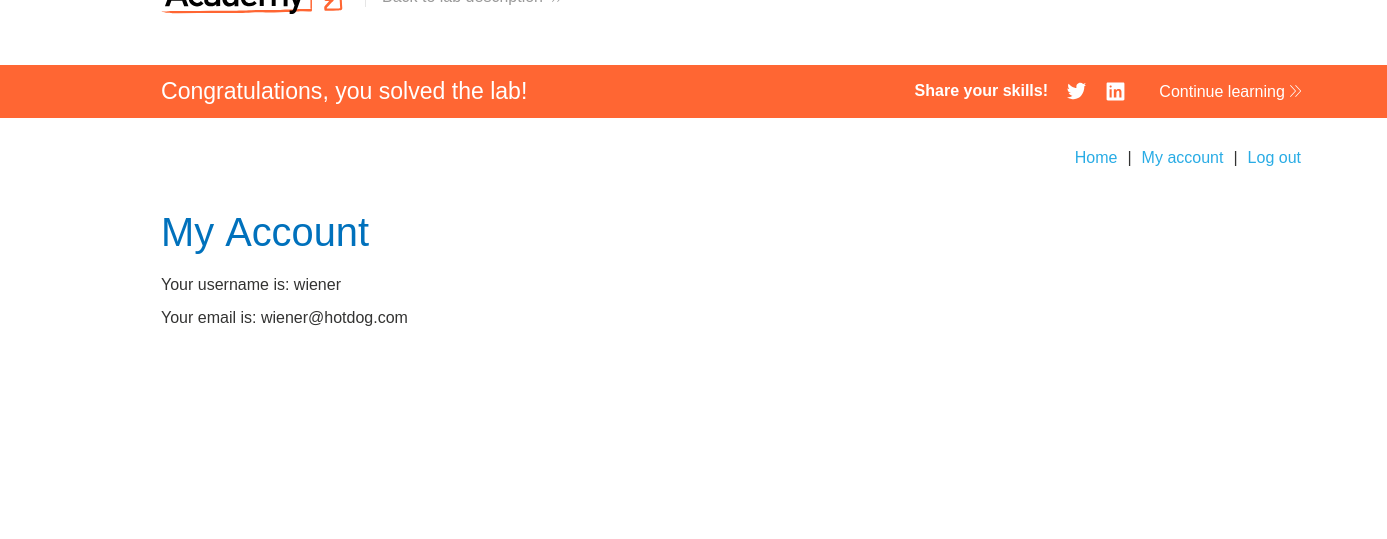 Academy
Back to lab description
Congratulations, you solved the lab!
Share your skills!
Continue learning
Home | My account | Log out
My Account
Your username is: wiener
Your email is: wiener@hotdog.com